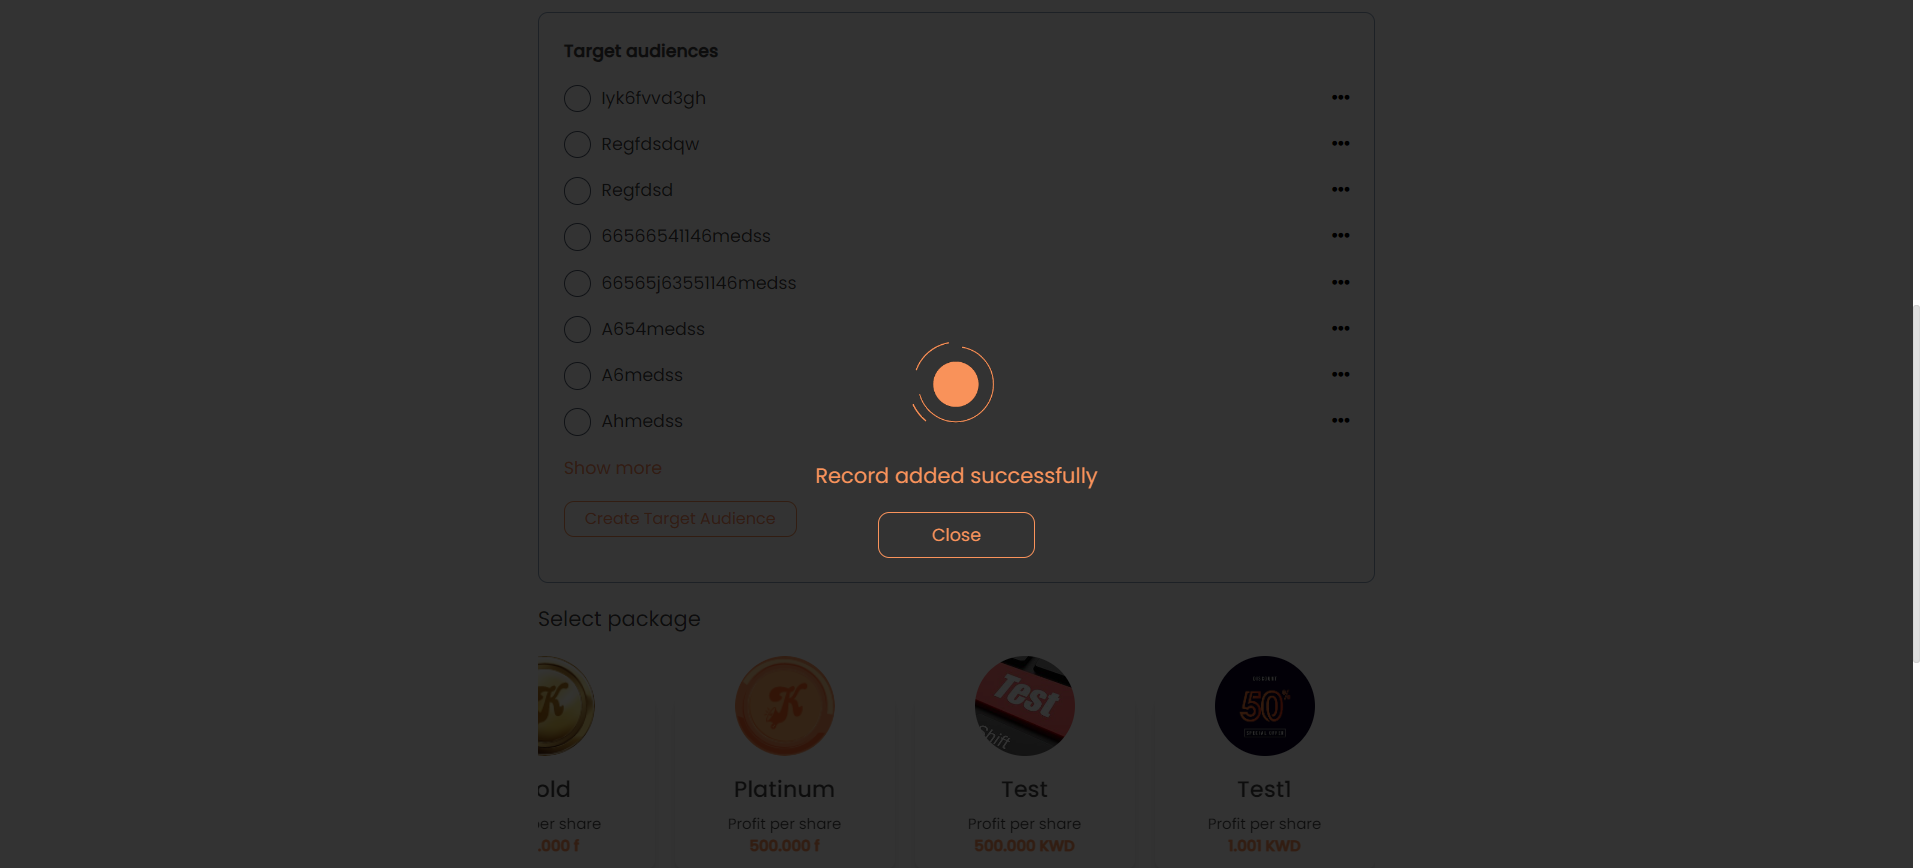 Target audiences
Iyk6fvvd3gh
Regfdsdqw
Regfdsd
66566541146medss
66565j63551146medss
A654medss
A6medss
Ahmedss
Show more
Create Target Audience
Record added successfully
Close
Select package
K
K
Test
Shift
50%
old
Platinum
Test
Test1
er share
Profit per share
Profit per share
Profit per share
.000 f
500.000 f
500.000 KWD
1.001 KWD